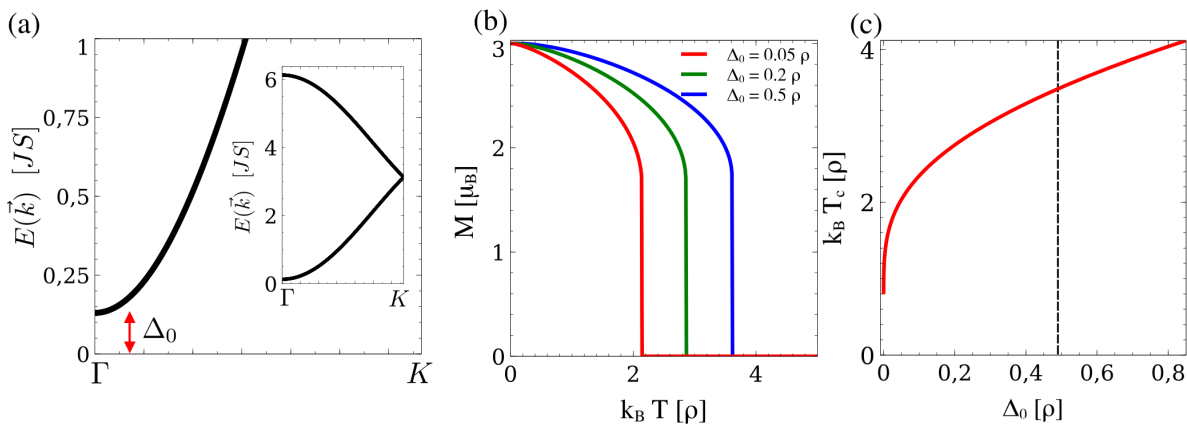 (a)
1
0,75
0,5
0,25
0
E(k⃗) [JS]
Δ₀
Γ
K
6
4
2
0
E(k⃗) [JS]
Γ
K
(b)
3
2
1
0
M [μB]
Δ₀ = 0.05 ρ
Δ₀ = 0.2 ρ
Δ₀ = 0.5 ρ
0
2
4
kB T [ρ]
(c)
4
2
0
kB Tc [ρ]
0
0,2
0,4
0,6
0,8
Δ₀ [ρ]